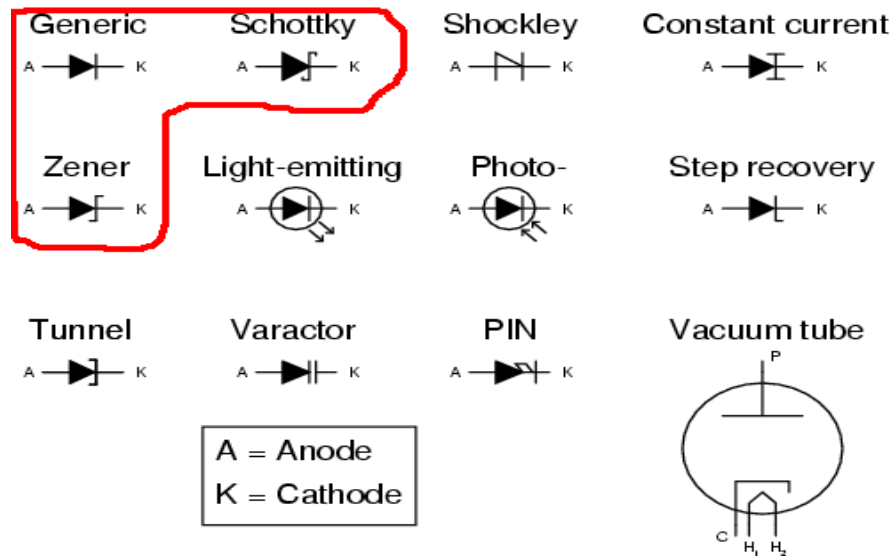 Generic Schottky Shockley Constant current
A K A K A K A K
Zener Light-emitting Photo- Step recovery
A K A K A K A K
Tunnel Varactor PIN Vacuum tube
P
A K A K A K
A = Anode
K = Cathode
C H₁ H₂